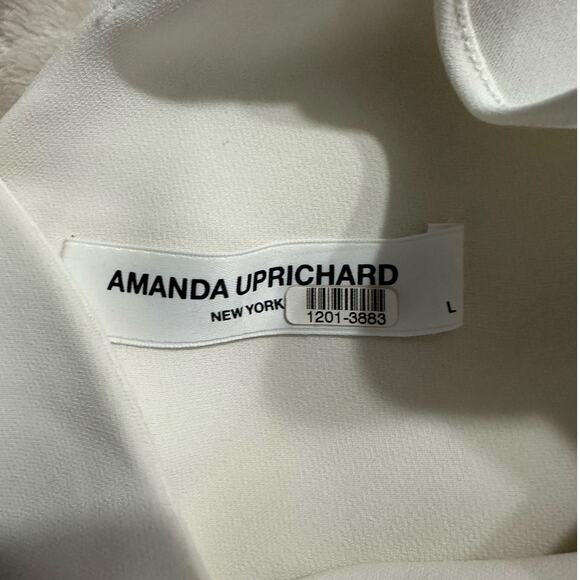 AMANDA UPRICHARD
NEW YORK
1201-3883
L